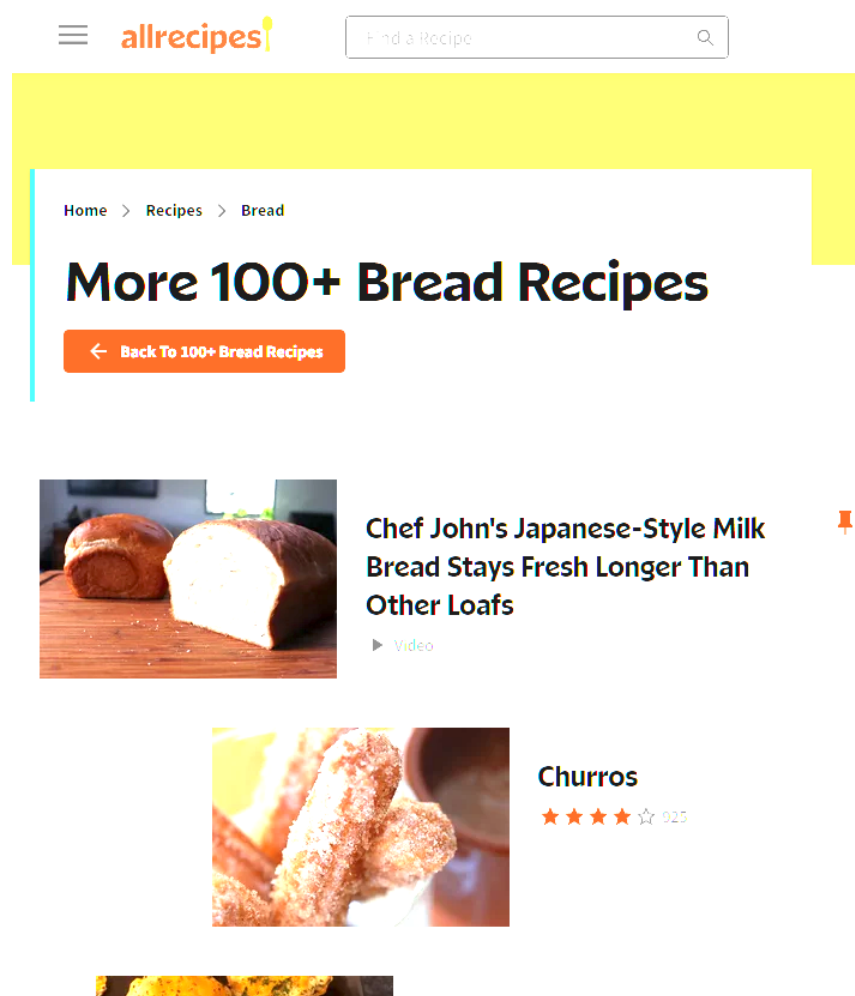 allrecipes
Find a Recipe
Home Recipes Bread
More 100+ Bread Recipes
Back To 100+ Bread Recipes
Chef John's Japanese-Style Milk
Bread Stays Fresh Longer Than
Other Loafs
Video
Churros
925